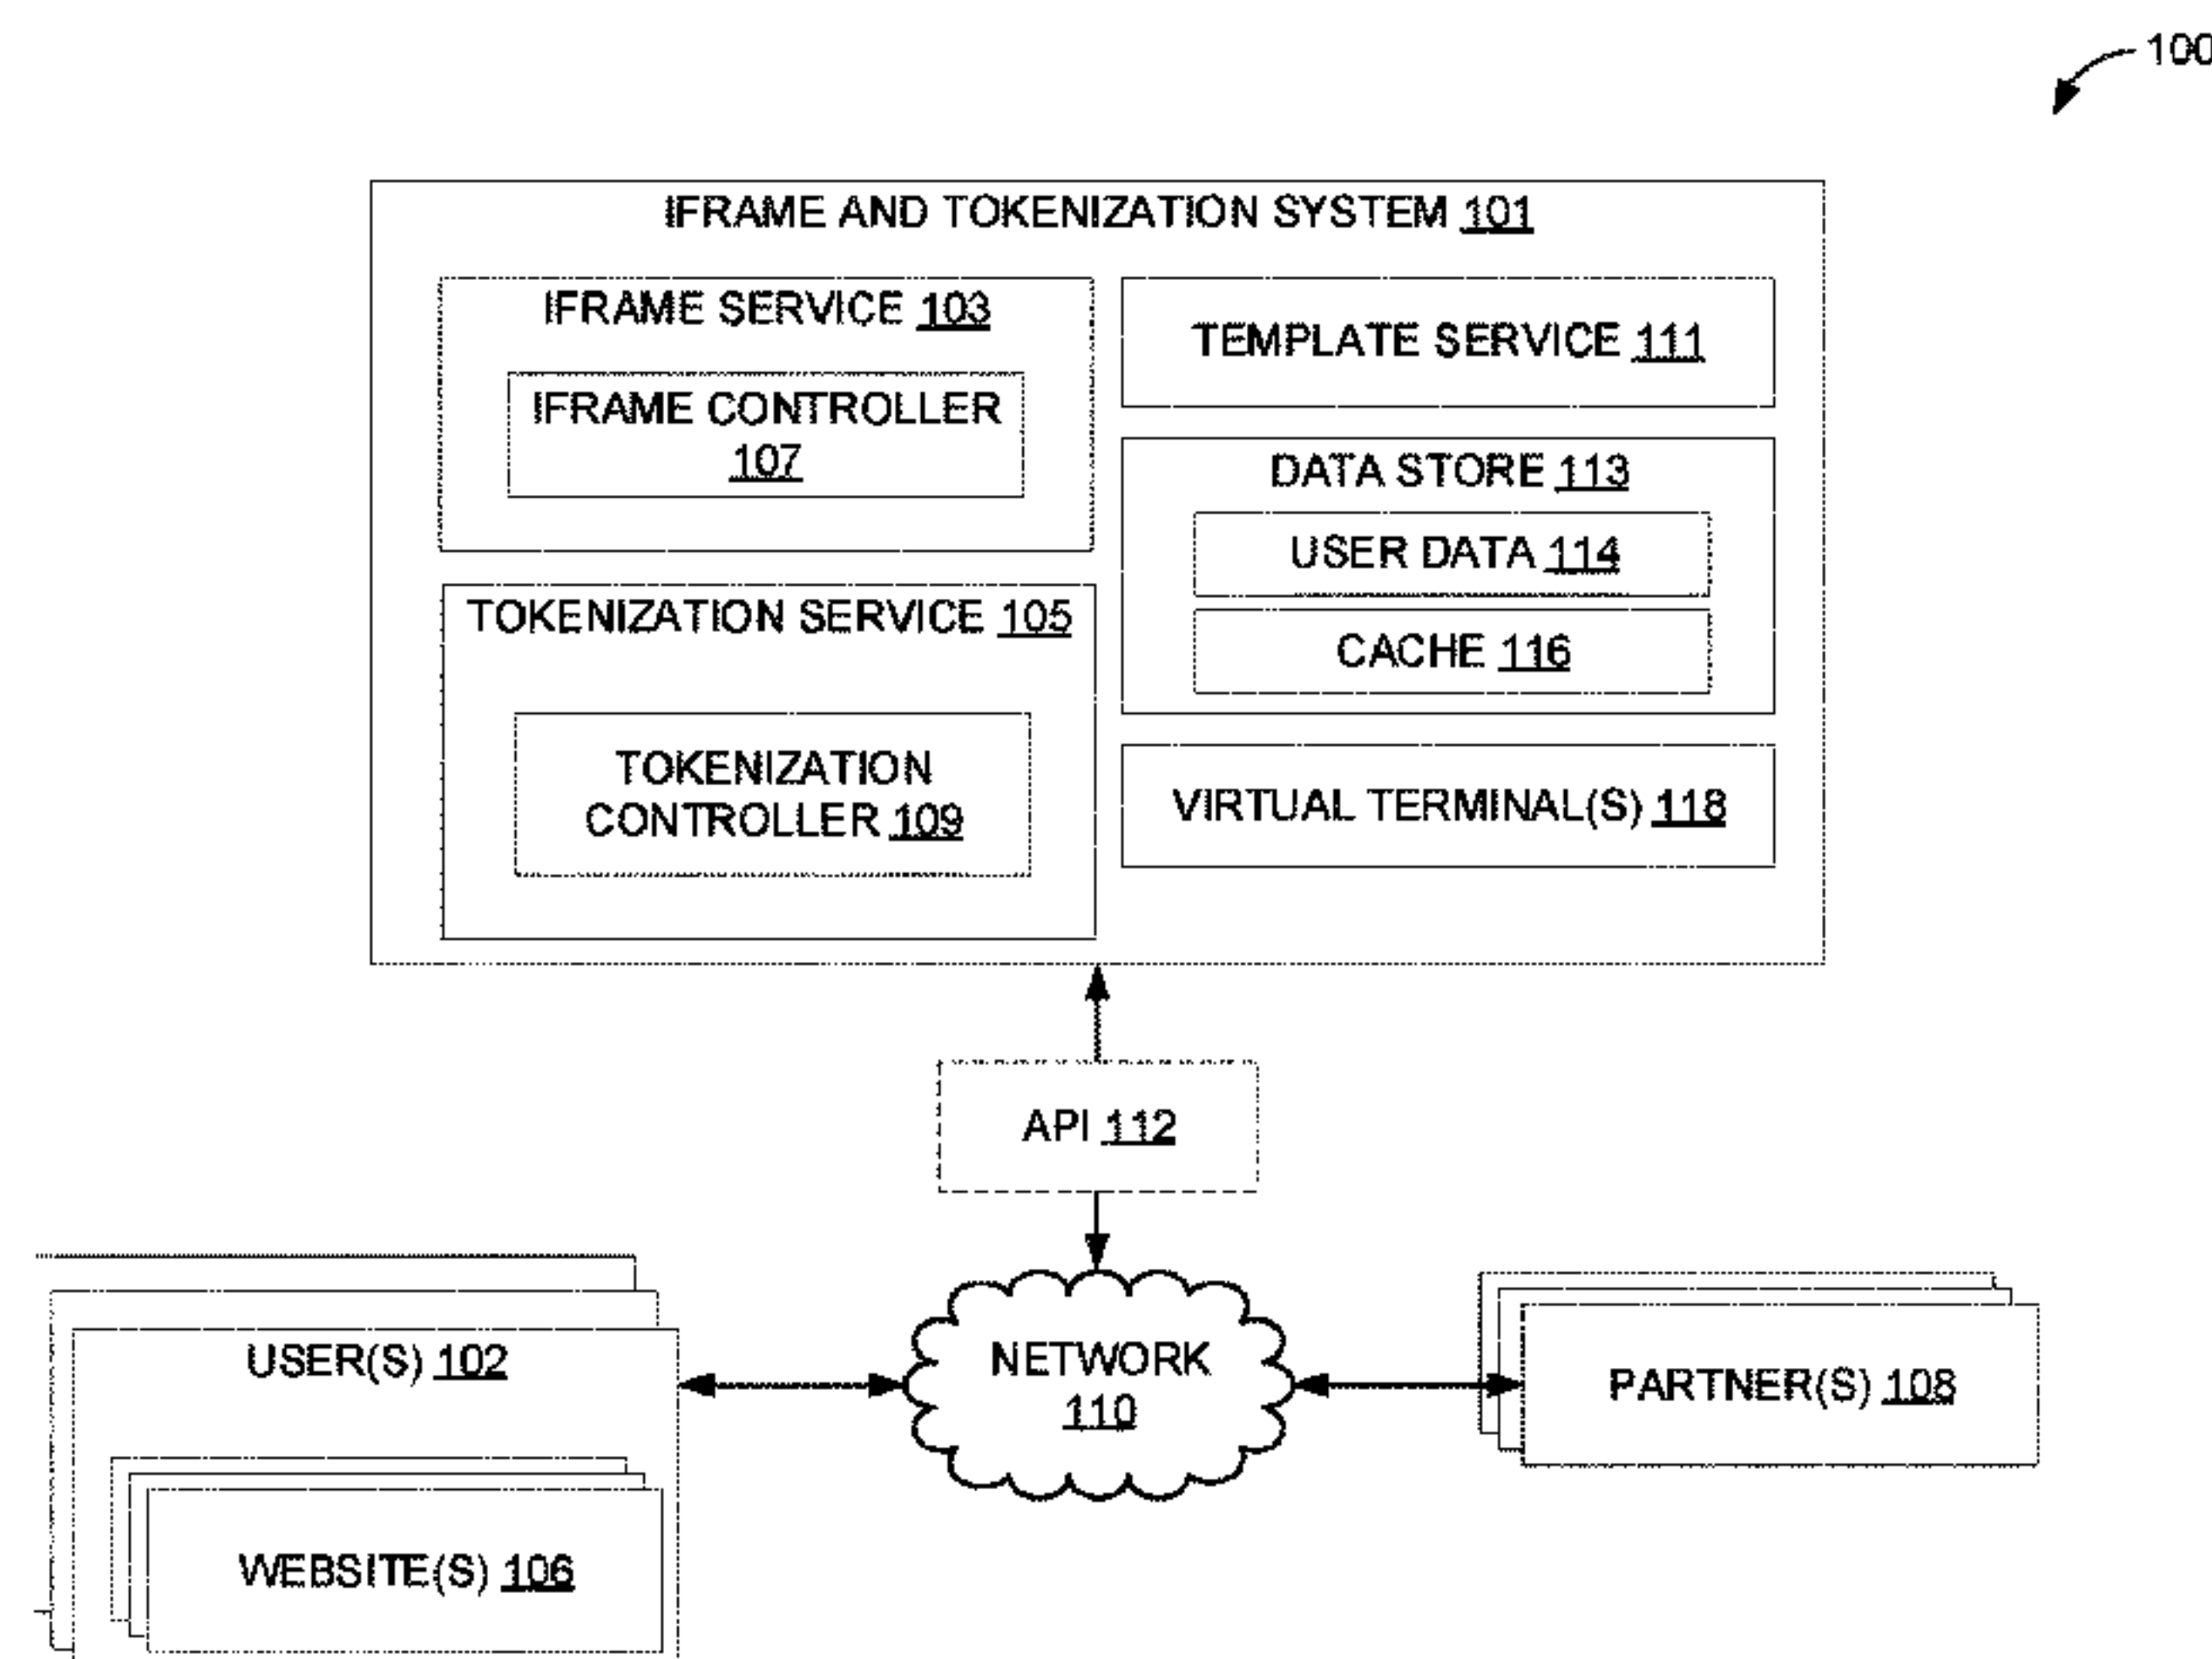 100
IFRAME AND TOKENIZATION SYSTEM 101
IFRAME SERVICE 103
IFRAME CONTROLLER
107
TOKENIZATION SERVICE 105
TOKENIZATION
CONTROLLER 109
TEMPLATE SERVICE 111
DATA STORE 113
USER DATA 114
CACHE 116
VIRTUAL TERMINAL(S) 118
API 112
USER(S) 102
WEBSITE(S) 106
NETWORK
110
PARTNER(S) 108